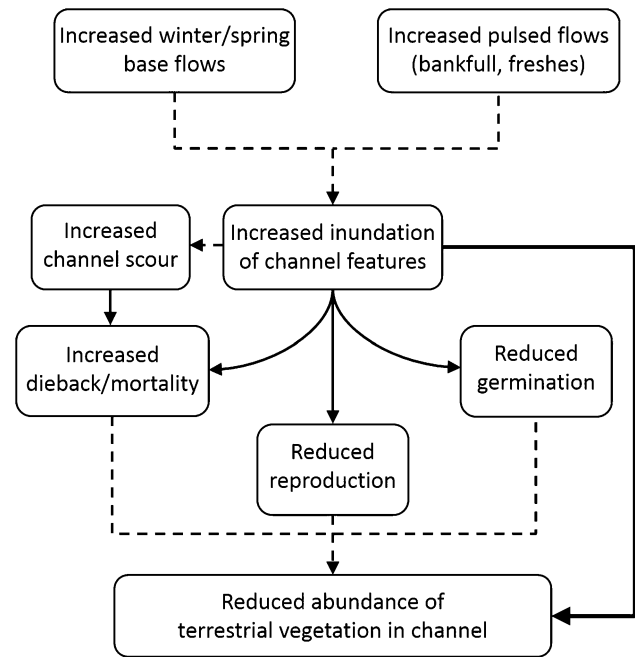 Increased winter/spring
base flows
Increased pulsed flows
(bankfull, freshes)
Increased
channel scour
Increased inundation
of channel features
Increased
dieback/mortality
Reduced
germination
Reduced
reproduction
Reduced abundance of
terrestrial vegetation in channel